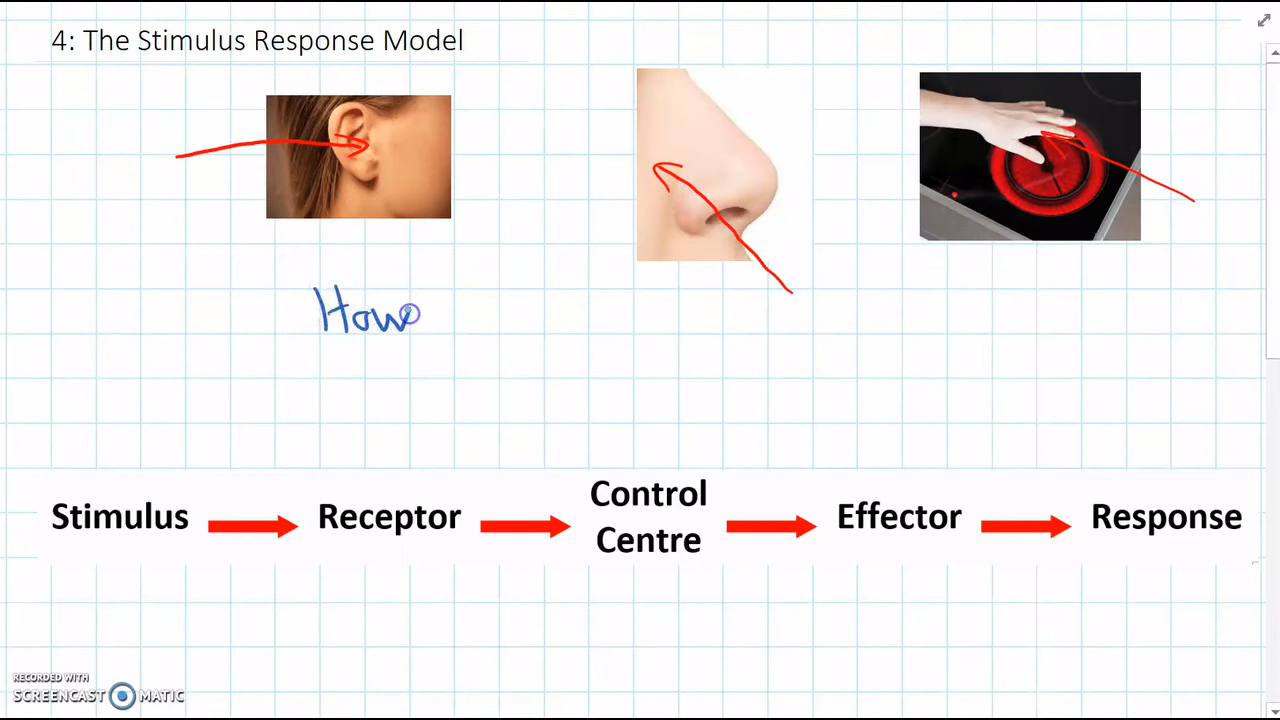 4: The Stimulus Response Model
How
Stimulus
Receptor
Control
Centre
Effector
Response
RECORDED WITH
SCREENCAST MATIC